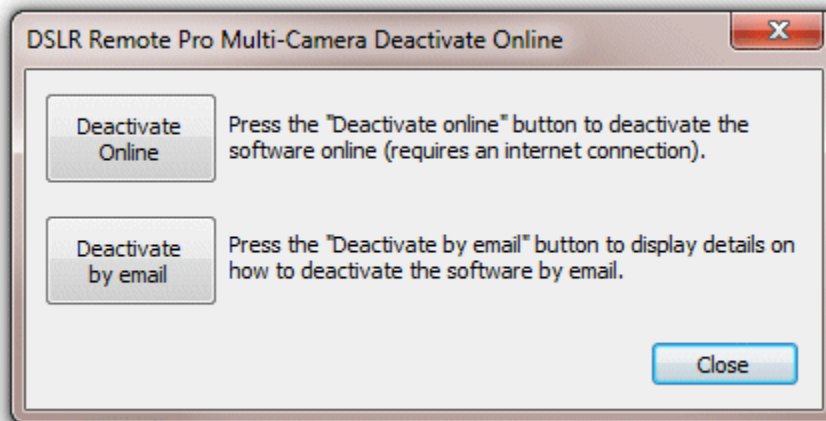 DSLR Remote Pro Multi-Camera Deactivate Online
Deactivate
Online
Press the "Deactivate online" button to deactivate the
software online (requires an internet connection).
Deactivate
by email
Press the "Deactivate by email" button to display details on
how to deactivate the software by email.
Close